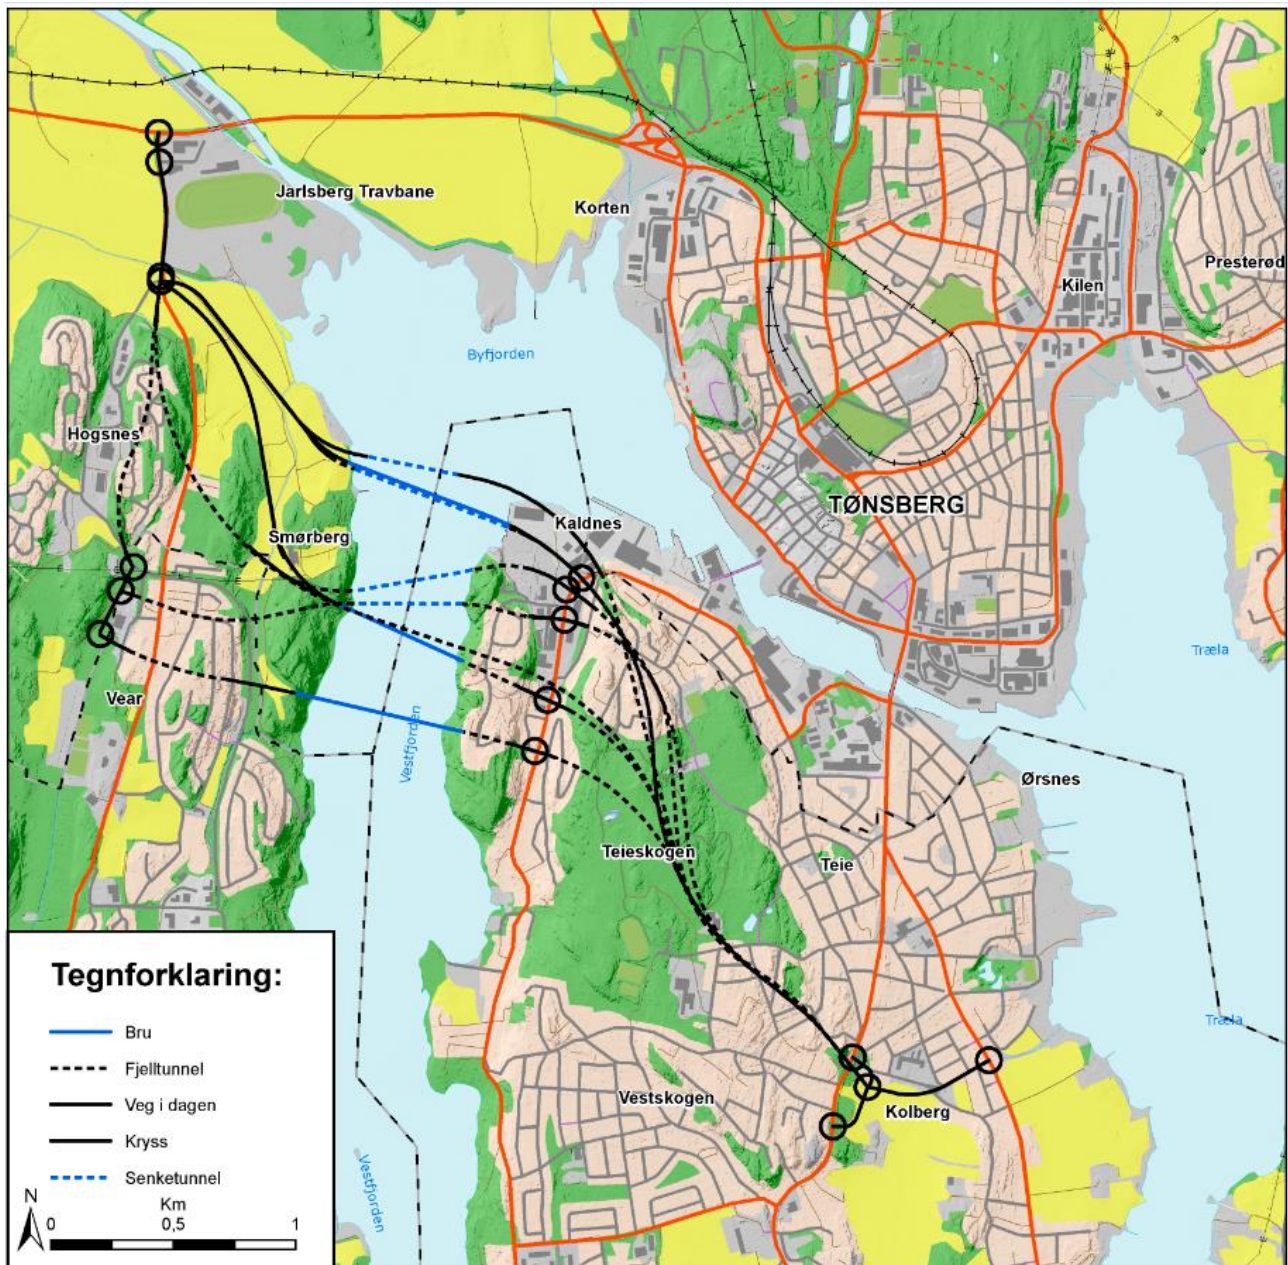 Jarlsberg Travbane
Korten
Presterød
Kilen
Byfjorden
Hogsnes
TØNSBERG
Kaldnes
Smørberg
Træla
Vear
Vestfjorden
Ørsnes
Teieskogen
Teie
Træla
Vestskogen
Kolberg
Vestfjorden
Tegnforklaring:
Bru
Fjelltunnel
Veg i dagen
Kryss
Senketunnel
N
Km
0 0,5 1